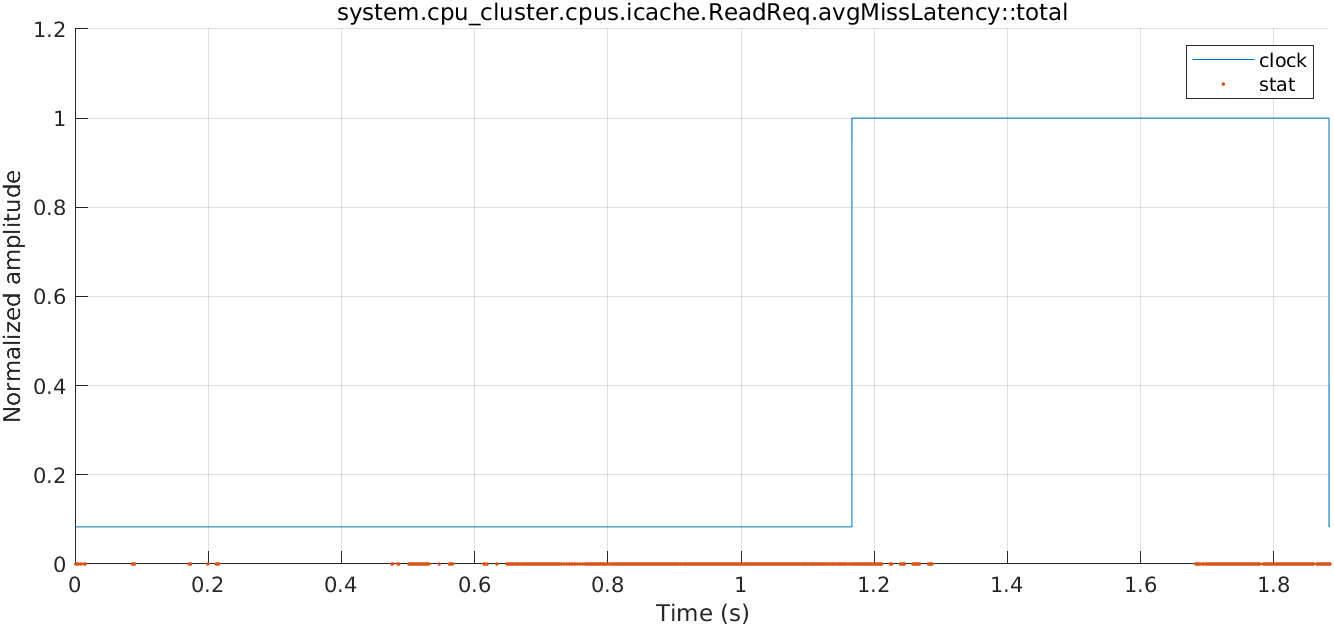 system.cpu_cluster.cpus.icache.ReadReq.avgMissLatency::total
1.2
1
0.8
0.6
0.4
0.2
0
Normalized amplitude
clock
stat
0 0.2 0.4 0.6 0.8 1 1.2 1.4 1.6 1.8
Time (s)